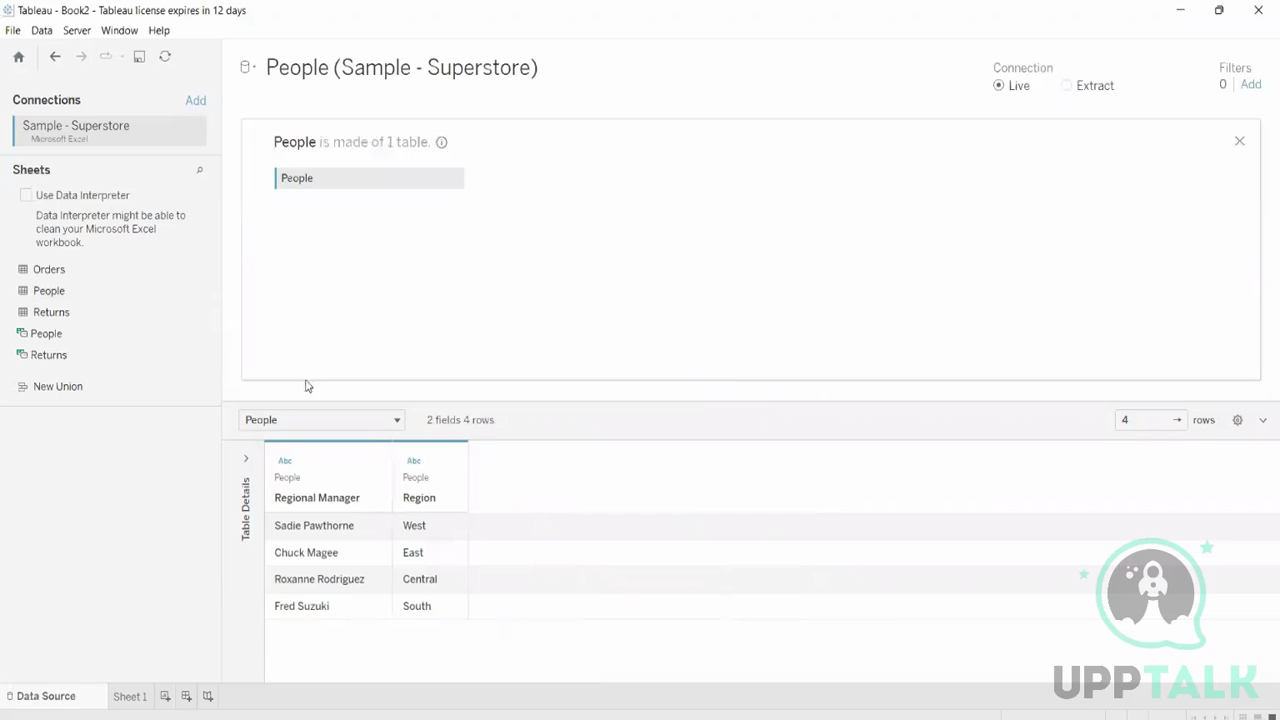 Tableau - Book2 - Tableau license expires in 12 days
File Data Server Window Help
Connections Add
Sample - Superstore
Microsoft Excel
Sheets
Use Data Interpreter
Data Interpreter might be able to
clean your Microsoft Excel
workbook.
Orders
People
Returns
People
Returns
New Union
People (Sample - Superstore)
Connection
Live Extract
Filters
0 Add
People is made of 1 table.
People
People 2 fields 4 rows 4 rows
Table Details
Abc Abc
People People
Regional Manager Region
Sadie Pawthorne West
Chuck Magee East
Roxanne Rodriguez Central
Fred Suzuki South
UPPTALK
Data Source Sheet 1